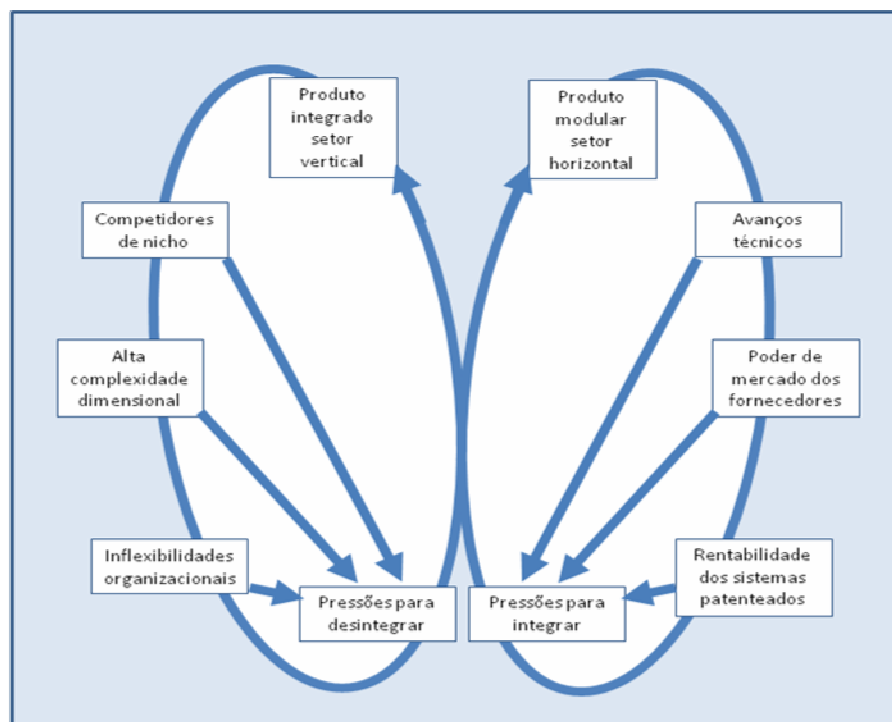 Produto
integrado
setor
vertical
Produto
modular
setor
horizontal
Competidores
de nicho
Avanços
técnicos
Alta
complexidade
dimensional
Poder de
mercado dos
fornecedores
Inflexibilidades
organizacionais
Rentabilidade
dos sistemas
patenteados
Pressões para
desintegrar
Pressões para
integrar